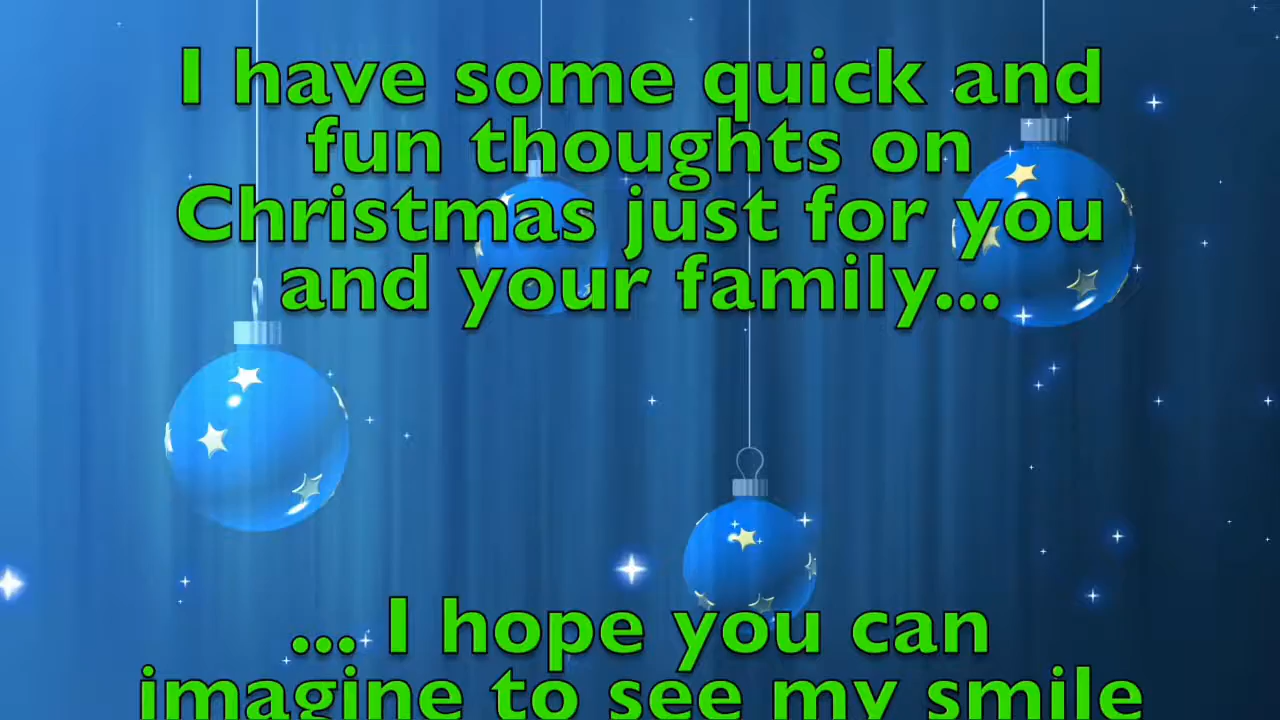 I have some quick and
fun thoughts on
Christmas just for you
and your family...
... I hope you can
imagine to see my smile